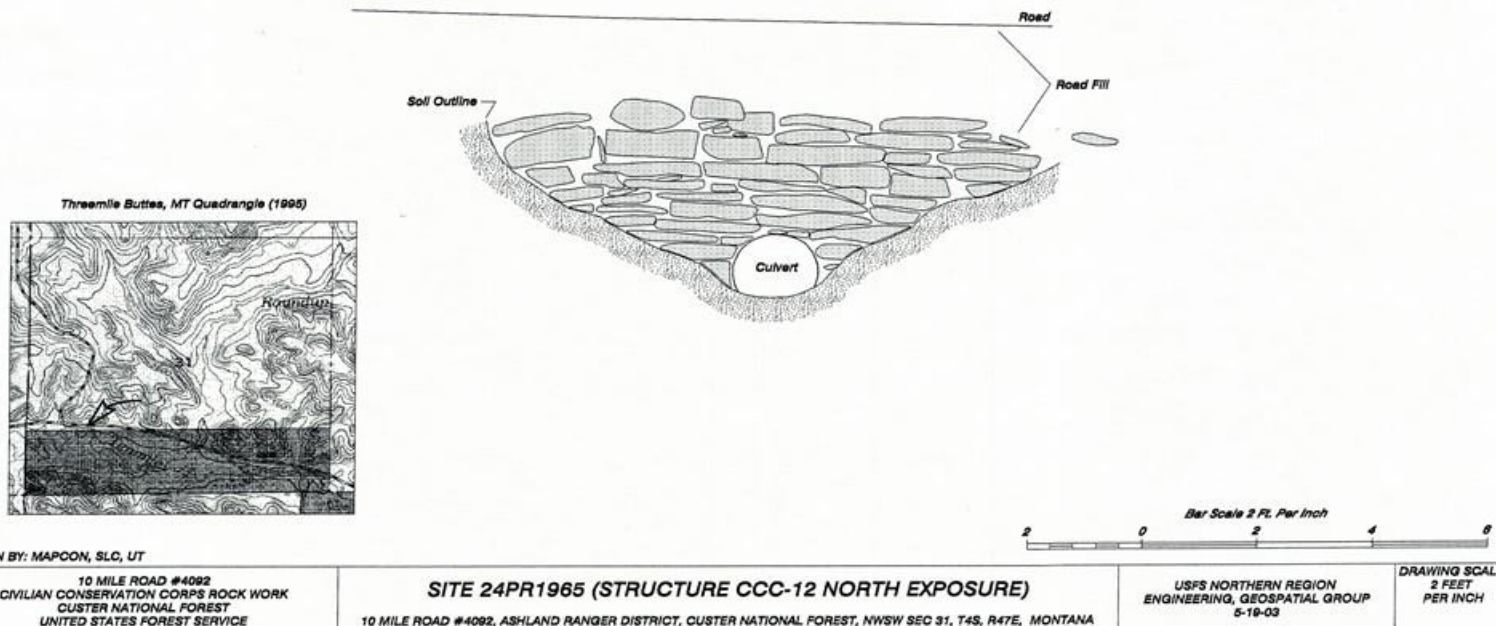 Road
Road Fill
Soil Outline
Culvert
Threemile Buttes, MT Quadrangle (1995)
Roundup
31
Bar Scale 2 Ft. Per Inch
2 0 2 4 6
N BY: MAPCON, SLC, UT
10 MILE ROAD #4092
CIVILIAN CONSERVATION CORPS ROCK WORK
CUSTER NATIONAL FOREST
UNITED STATES FOREST SERVICE
SITE 24PR1965 (STRUCTURE CCC-12 NORTH EXPOSURE)
10 MILE ROAD #4092, ASHLAND RANGER DISTRICT, CUSTER NATIONAL FOREST, NWSW SEC 31, T4S, R47E, MONTANA
USFS NORTHERN REGION
ENGINEERING, GEOSPATIAL GROUP
5-19-03
DRAWING SCAL
2 FEET
PER INCH